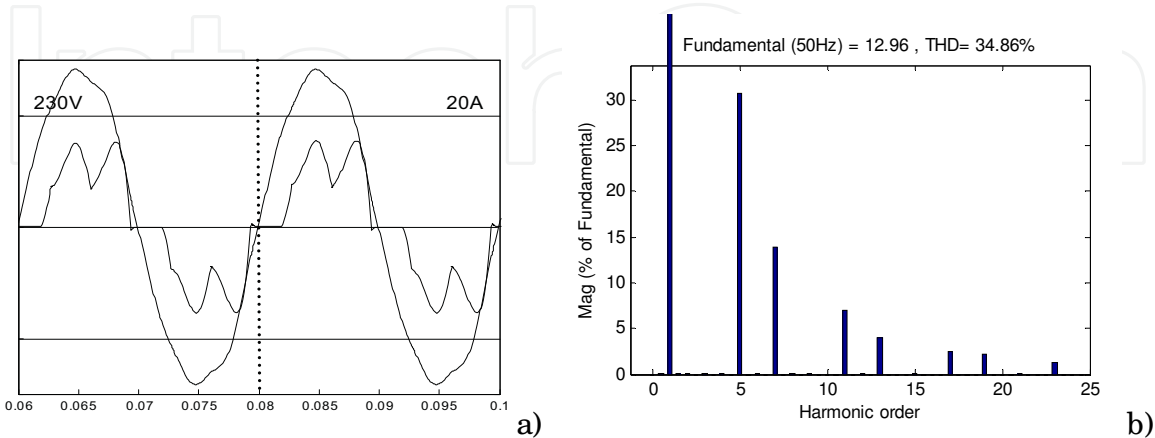 Fundamental (50Hz) = 12.96 , THD= 34.86%
230V 20A
0.06 0.065 0.07 0.075 0.08 0.085 0.09 0.095 0.1
a)
Mag (% of Fundamental)
30
25
20
15
10
5
0
0 5 10 15 20 25
Harmonic order
b)